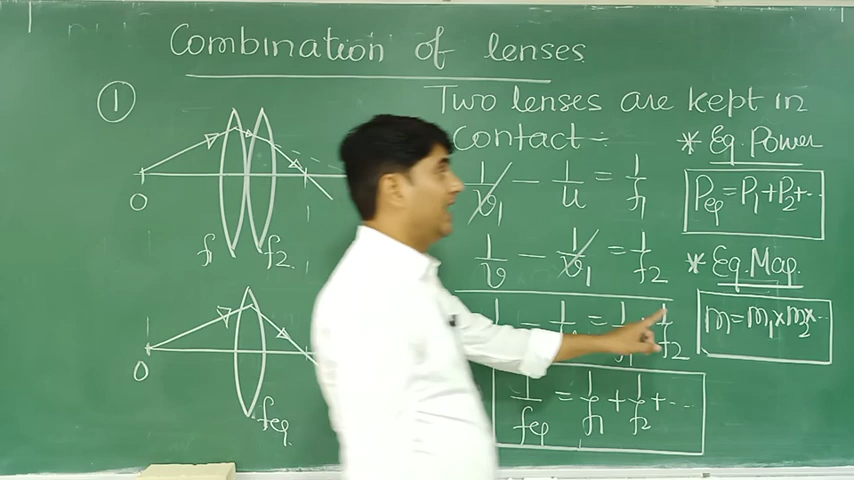 Combination of lenses
1
Two lenses are kept in
contact :-
1/v₁ - 1/u = 1/f₁
1/v - 1/v₁ = 1/f₂
1/feq = 1/f₁ + 1/f₂ + ...
* Eq. Power
Peq = P₁ + P₂ + ...
* Eq. Mag.
m = m₁ × m₂ × ...
O
f₁ f₂
O
feq